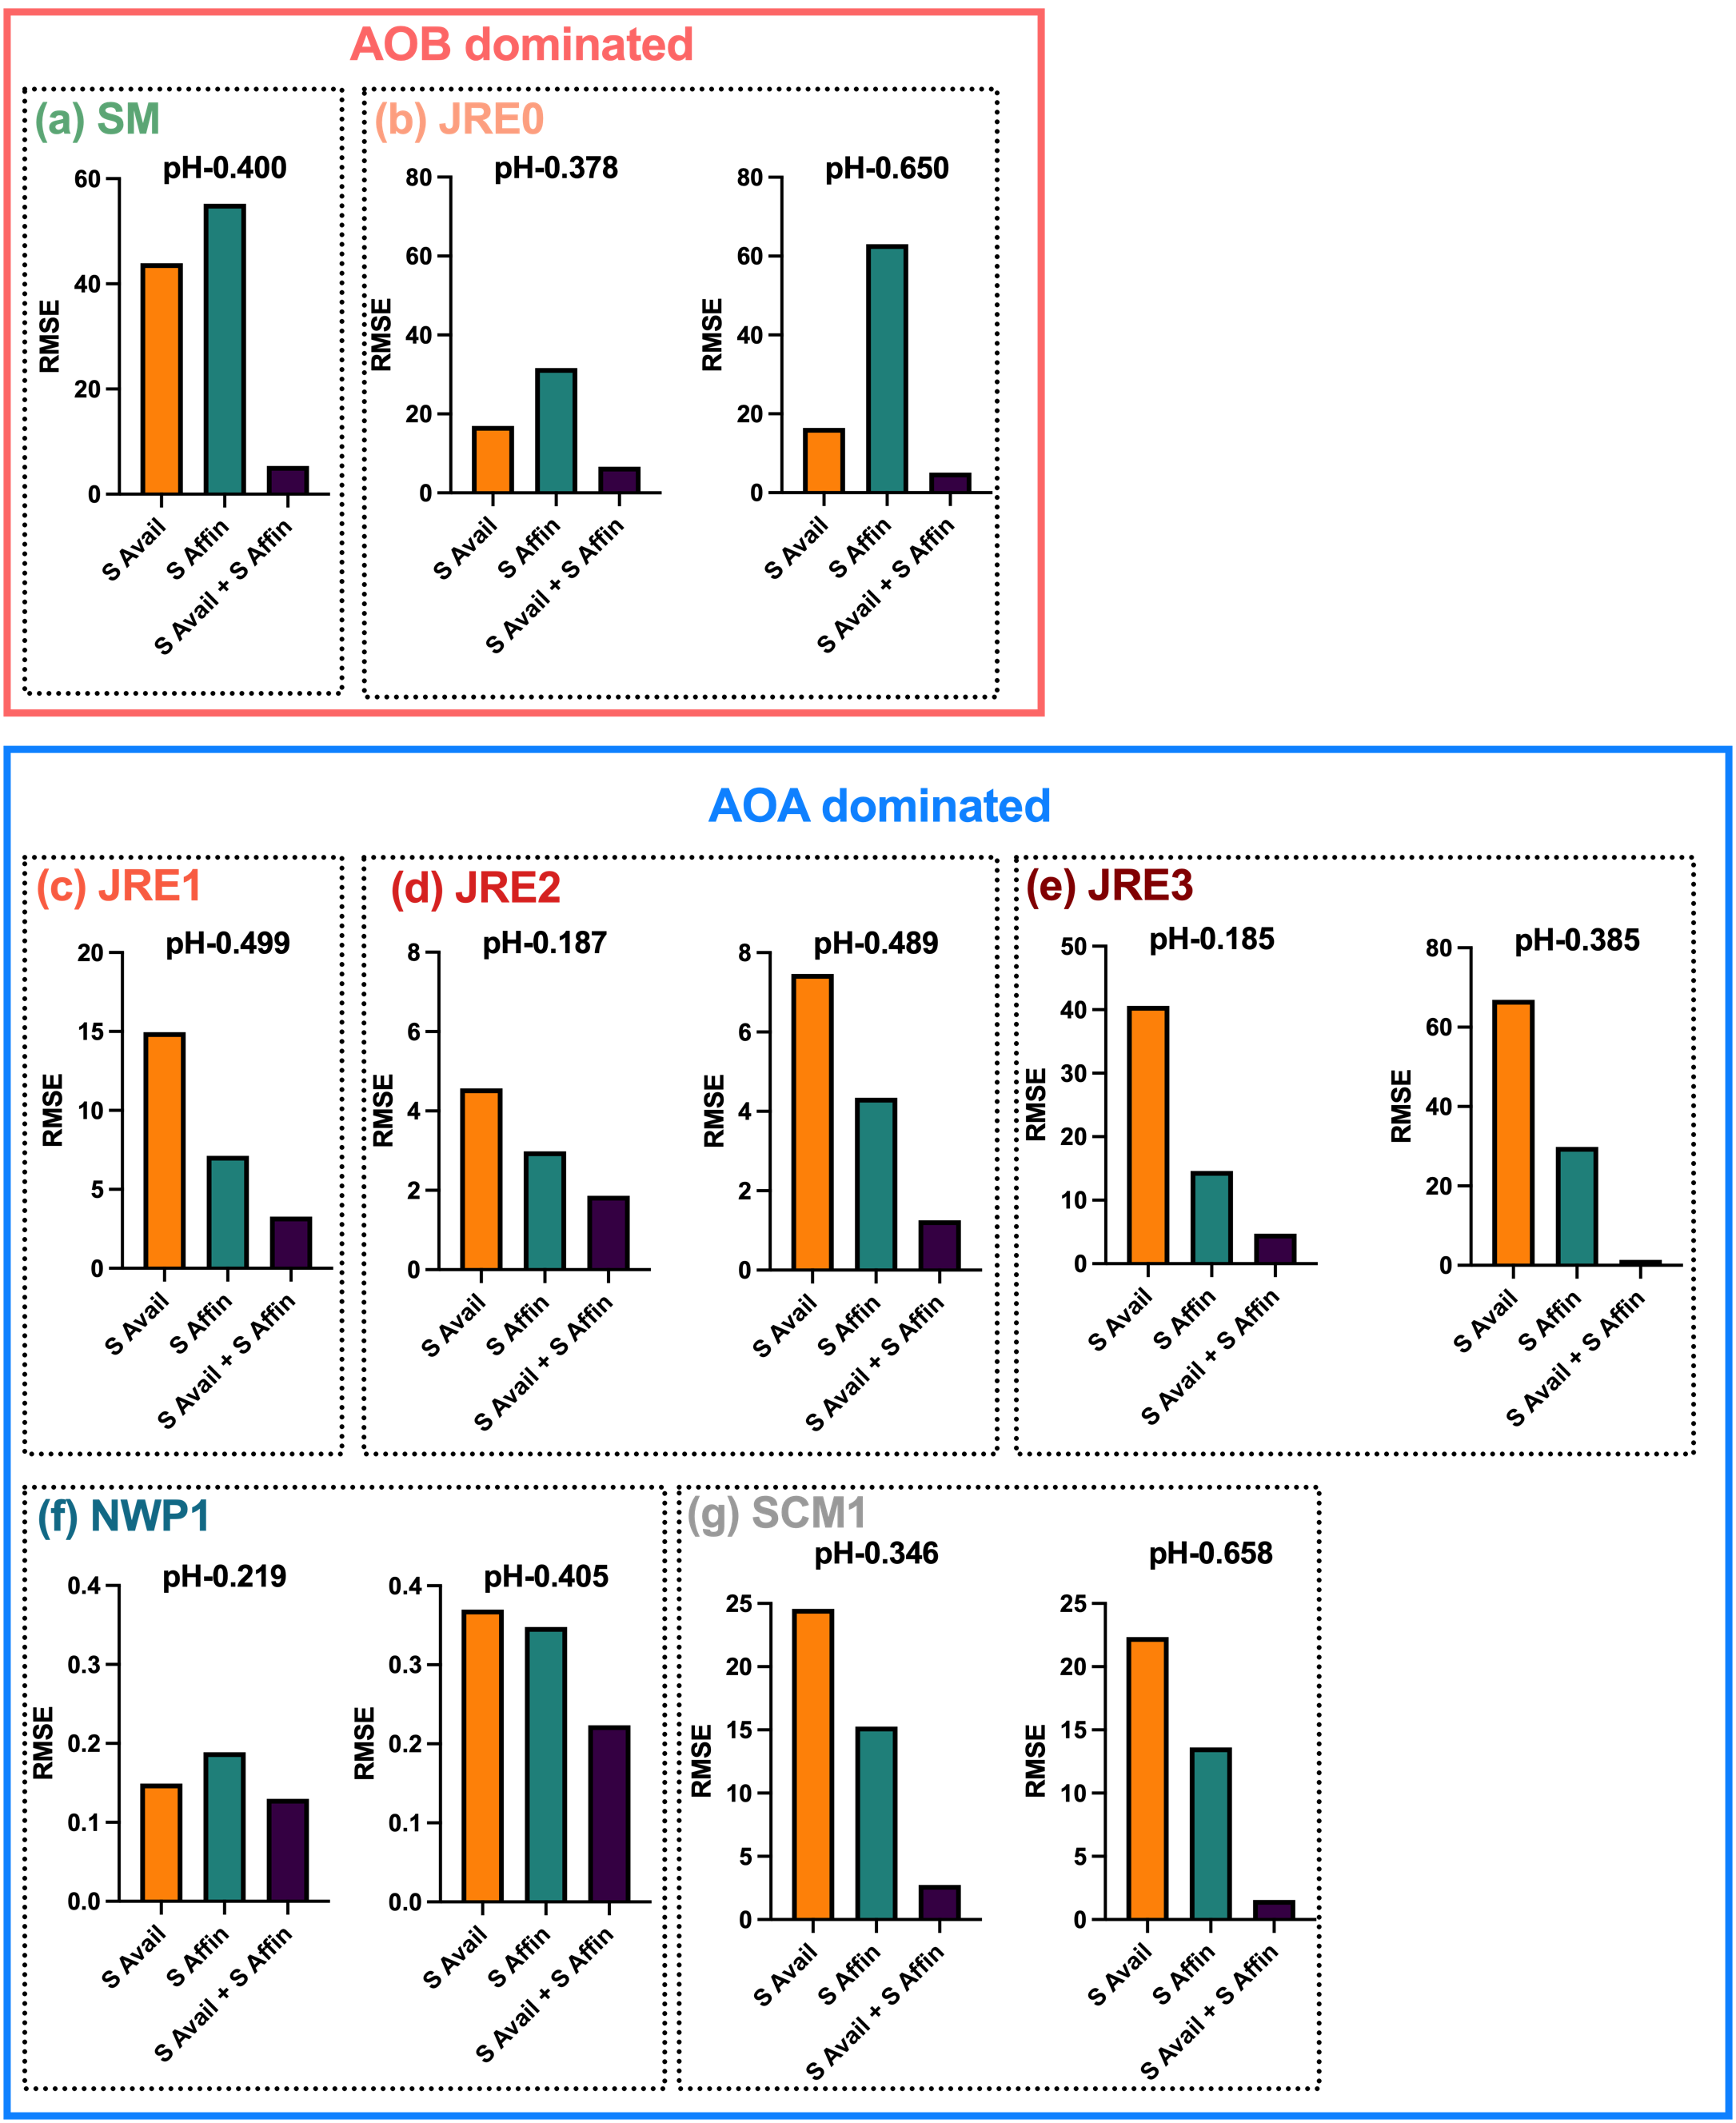 AOB dominated
(a) SM
(b) JRE0
pH-0.400
RMSE
60
40
20
0
S Avail
S Affin
S Avail + S Affin
pH-0.378
RMSE
80
60
40
20
0
S Avail
S Affin
S Avail + S Affin
pH-0.650
RMSE
80
60
40
20
0
S Avail
S Affin
S Avail + S Affin
AOA dominated
(c) JRE1
pH-0.499
RMSE
20
15
10
5
0
S Avail
S Affin
S Avail + S Affin
(d) JRE2
pH-0.187
RMSE
8
6
4
2
0
S Avail
S Affin
S Avail + S Affin
pH-0.489
RMSE
8
6
4
2
0
S Avail
S Affin
S Avail + S Affin
(e) JRE3
pH-0.185
RMSE
50
40
30
20
10
0
S Avail
S Affin
S Avail + S Affin
pH-0.385
RMSE
80
60
40
20
0
S Avail
S Affin
S Avail + S Affin
(f) NWP1
pH-0.219
RMSE
0.4
0.3
0.2
0.1
0.0
S Avail
S Affin
S Avail + S Affin
pH-0.405
RMSE
0.4
0.3
0.2
0.1
0.0
S Avail
S Affin
S Avail + S Affin
(g) SCM1
pH-0.346
RMSE
25
20
15
10
5
0
S Avail
S Affin
S Avail + S Affin
pH-0.658
RMSE
25
20
15
10
5
0
S Avail
S Affin
S Avail + S Affin